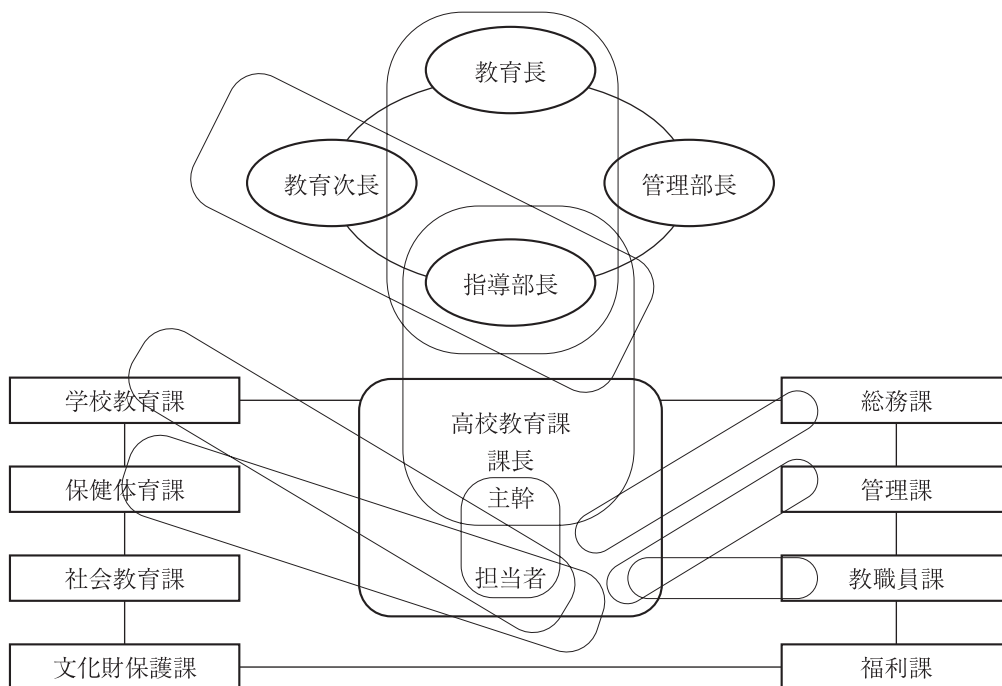 教育長
教育次長
管理部長
指導部長
学校教育課
総務課
高校教育課
課長
保健体育課
主幹
管理課
社会教育課
担当者
教職員課
文化財保護課
福利課